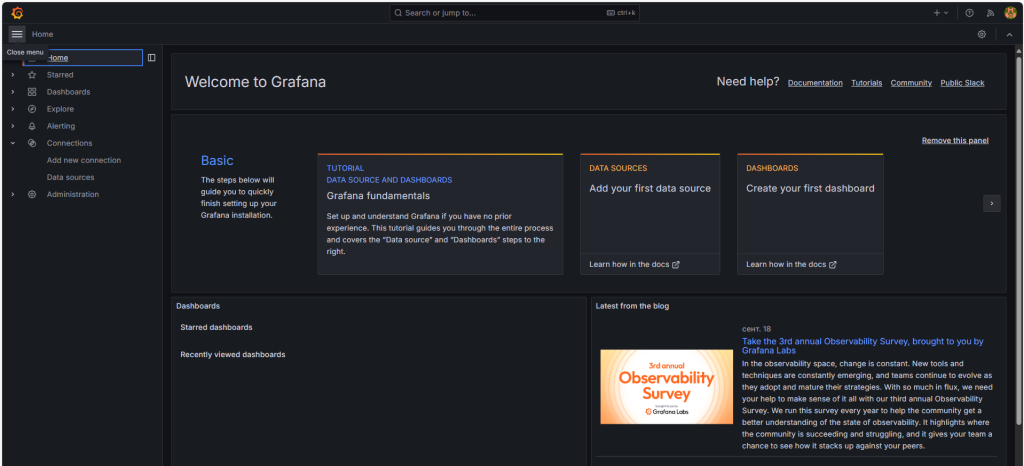 Search or jump to...
ctrl+k
Home
Close menu
Home
Starred
Dashboards
Explore
Alerting
Connections
Add new connection
Data sources
Administration
Welcome to Grafana
Need help?
Documentation
Tutorials
Community
Public Slack
Remove this panel
Basic
The steps below will
guide you to quickly
finish setting up your
Grafana installation.
TUTORIAL
DATA SOURCE AND DASHBOARDS
Grafana fundamentals
Set up and understand Grafana if you have no prior
experience. This tutorial guides you through the entire process
and covers the “Data source” and “Dashboards” steps to the
right.
DATA SOURCES
Add your first data source
Learn how in the docs
DASHBOARDS
Create your first dashboard
Learn how in the docs
Dashboards
Starred dashboards
Recently viewed dashboards
Latest from the blog
3rd annual
Observability
Survey
Grafana Labs
сент. 18
Take the 3rd annual Observability Survey, brought to you by
Grafana Labs
In the observability space, change is constant. New tools and
techniques are constantly emerging, and teams continue to evolve as
they adopt and mature their strategies. With so much in flux, we need
your help to make sense of it all with our third annual Observability
Survey. We run this survey every year to help the community get a
better understanding of the state of observability. It highlights where
the community is succeeding and struggling, and it gives your team a
chance to see how it stacks up against your peers.